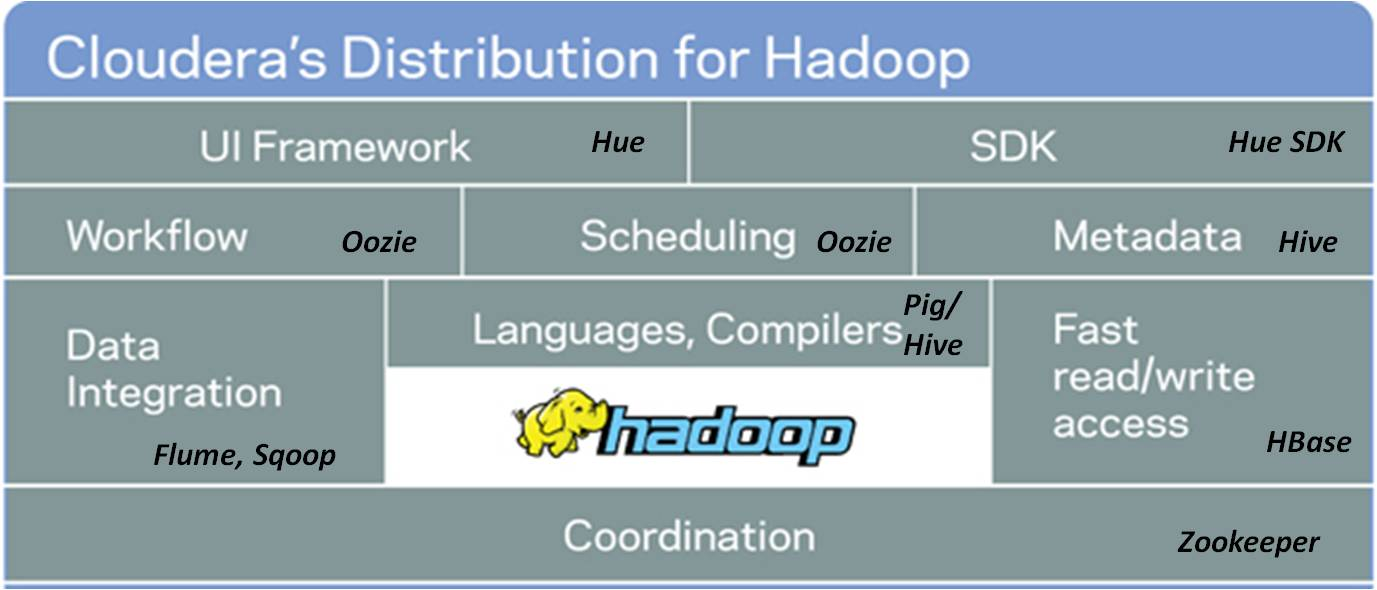 Cloudera's Distribution for Hadoop
UI Framework Hue
SDK Hue SDK
Workflow Oozie
Scheduling Oozie
Metadata Hive
Data
Integration
Flume, Sqoop
Languages, Compilers
Pig/
Hive
hadoop
Fast
read/write
access
HBase
Coordination Zookeeper